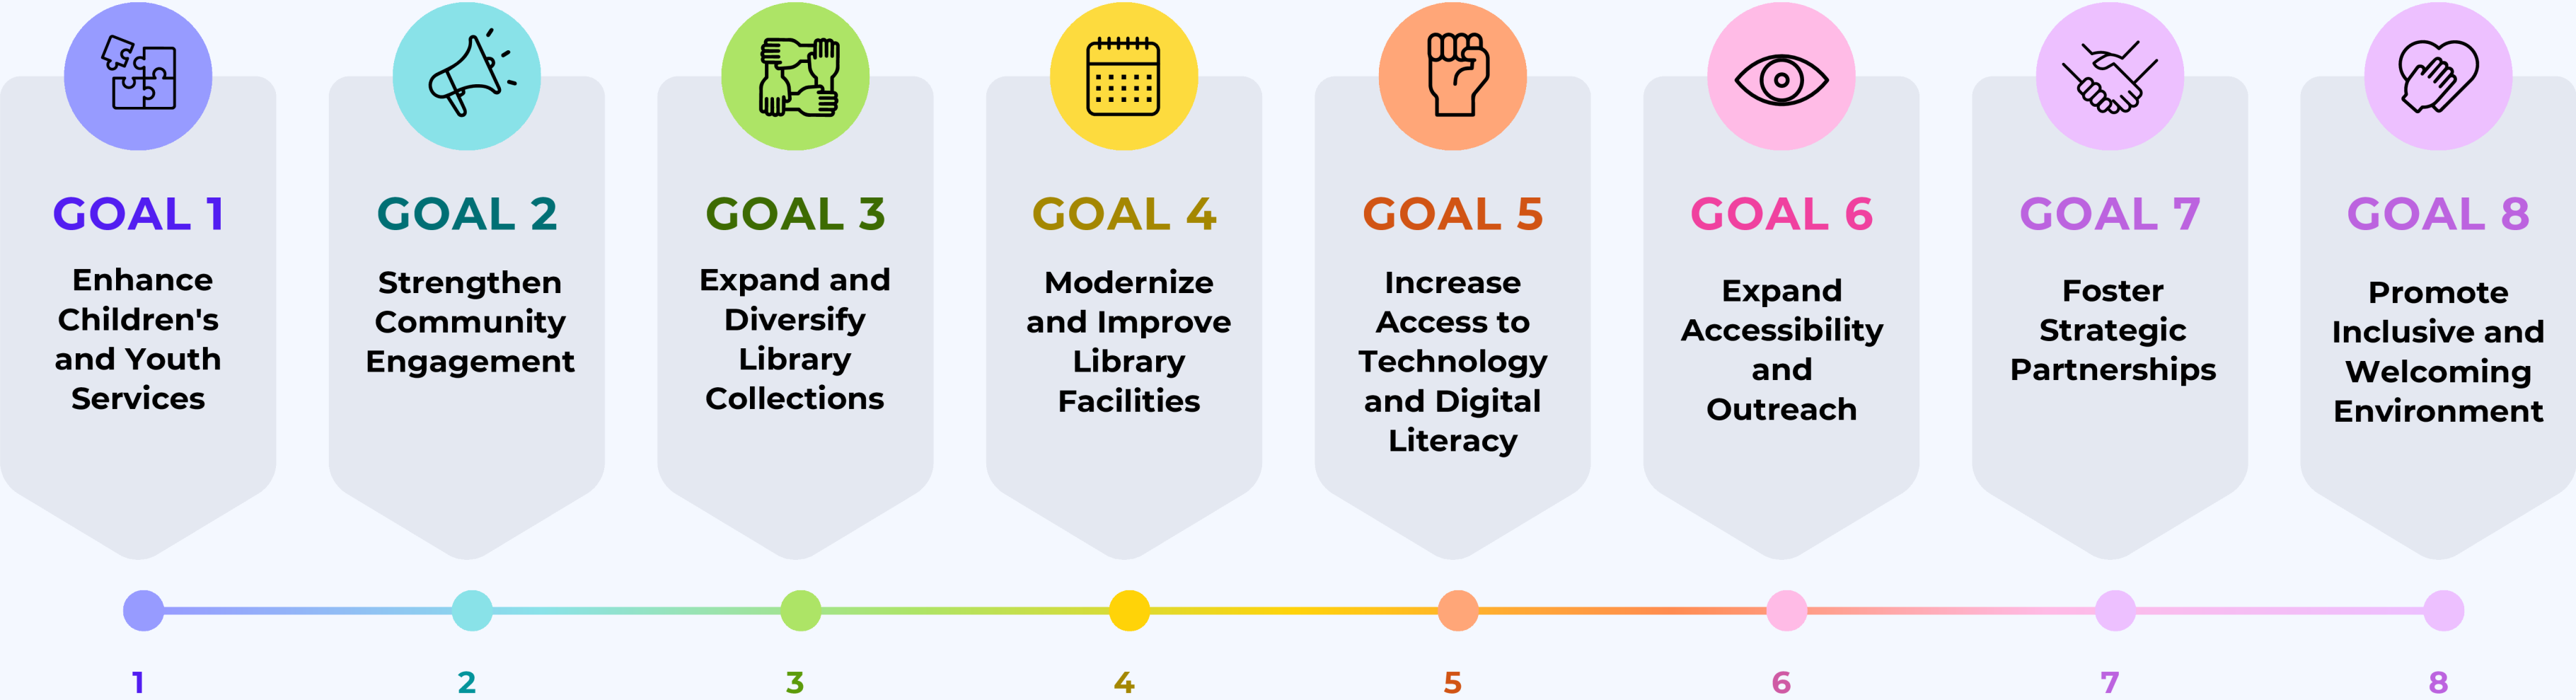 GOAL 1
Enhance
Children's
and Youth
Services
GOAL 2
Strengthen
Community
Engagement
GOAL 3
Expand and
Diversify
Library
Collections
GOAL 4
Modernize
and Improve
Library
Facilities
GOAL 5
Increase
Access to
Technology
and Digital
Literacy
GOAL 6
Expand
Accessibility
and
Outreach
GOAL 7
Foster
Strategic
Partnerships
GOAL 8
Promote
Inclusive and
Welcoming
Environment
1
2
3
4
5
6
7
8